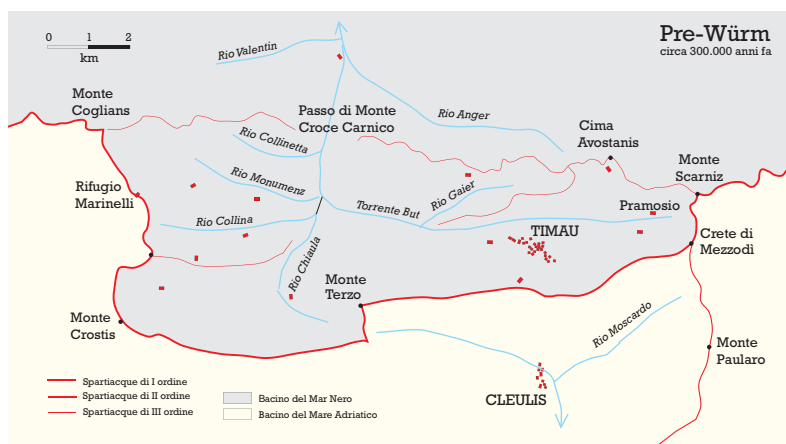 Pre-Würm
circa 300.000 anni fa
0 1 2
km
Rio Valentin
Monte
Coglians
Passo di Monte
Croce Carnico
Rio Anger
Rio Collinetta
Cima
Avostanis
Monte
Scarniz
Rio Monumenz
Rifugio
Marinelli
Rio Gaier
Torrente But
Pramosio
Rio Collina
TIMAU
Crete di
Mezzodì
Rio Chiaula
Monte
Terzo
Monte
Crostis
Rio Moscardo
Monte
Paularo
CLEULIS
Spartiacque di I ordine
Spartiacque di II ordine
Spartiacque di III ordine
Bacino del Mar Nero
Bacino del Mare Adriatico